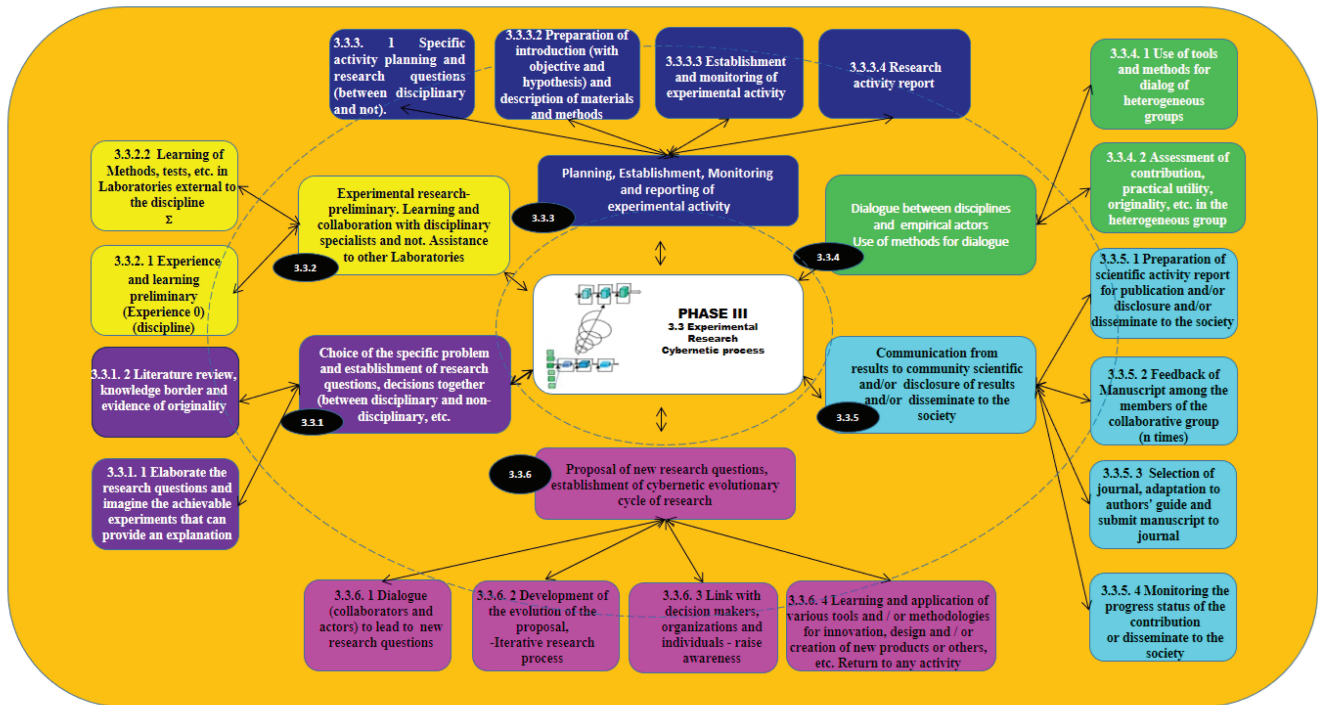 3.3.3. 1 Specific
activity planning and
research questions
(between disciplinary
and not).
3.3.3.2 Preparation of
introduction (with
objective and
hypothesis) and
description of materials
and methods
3.3.3.3 Establishment
and monitoring of
experimental activity
3.3.3.4 Research
activity report
3.3.4. 1 Use of tools
and methods for
dialog of
heterogeneous
groups
3.3.2.2 Learning of
Methods, tests, etc. in
Laboratories external to
the discipline
Σ
Experimental research-
preliminary. Learning and
collaboration with disciplinary
specialists and not. Assistance
to other Laboratories
3.3.2
Planning, Establishment, Monitoring
and reporting of
experimental activity
3.3.3
Dialogue between disciplines
and empirical actors
Use of methods for dialogue
3.3.4
3.3.4. 2 Assessment of
contribution,
practical utility,
originality, etc. in the
heterogeneous group
3.3.2. 1 Experience
and learning
preliminary
(Experience 0)
(discipline)
PHASE III
3.3 Experimental
Research
Cybernetic process
3.3.5. 1 Preparation of
scientific activity report
for publication and/or
disclosure and/or
disseminate to the society
3.3.1. 2 Literature review,
knowledge border and
evidence of originality
Choice of the specific problem
and establishment of research
questions, decisions together
(between disciplinary and non-
disciplinary, etc.
3.3.1
Communication from
results to community scientific
and/or disclosure of results
and/or disseminate to the
society
3.3.5
3.3.5. 2 Feedback of
Manuscript among the
members of the
collaborative group
(n times)
3.3.1. 1 Elaborate the
research questions and
imagine the achievable
experiments that can
provide an explanation
3.3.6
Proposal of new research questions,
establishment of cybernetic evolutionary
cycle of research
3.3.5. 3 Selection of
journal, adaptation to
authors' guide and
submit manuscript to
journal
3.3.6. 1 Dialogue
(collaborators and
actors) to lead to new
research questions
3.3.6. 2 Development of
the evolution of the
proposal,
-Iterative research
process
3.3.6. 3 Link with
decision makers,
organizations and
individuals - raise
awareness
3.3.6. 4 Learning and application of
various tools and / or methodologies
for innovation, design and / or
creation of new products or others,
etc. Return to any activity
3.3.5. 4 Monitoring the
progress status of the
contribution
or disseminate to the
society